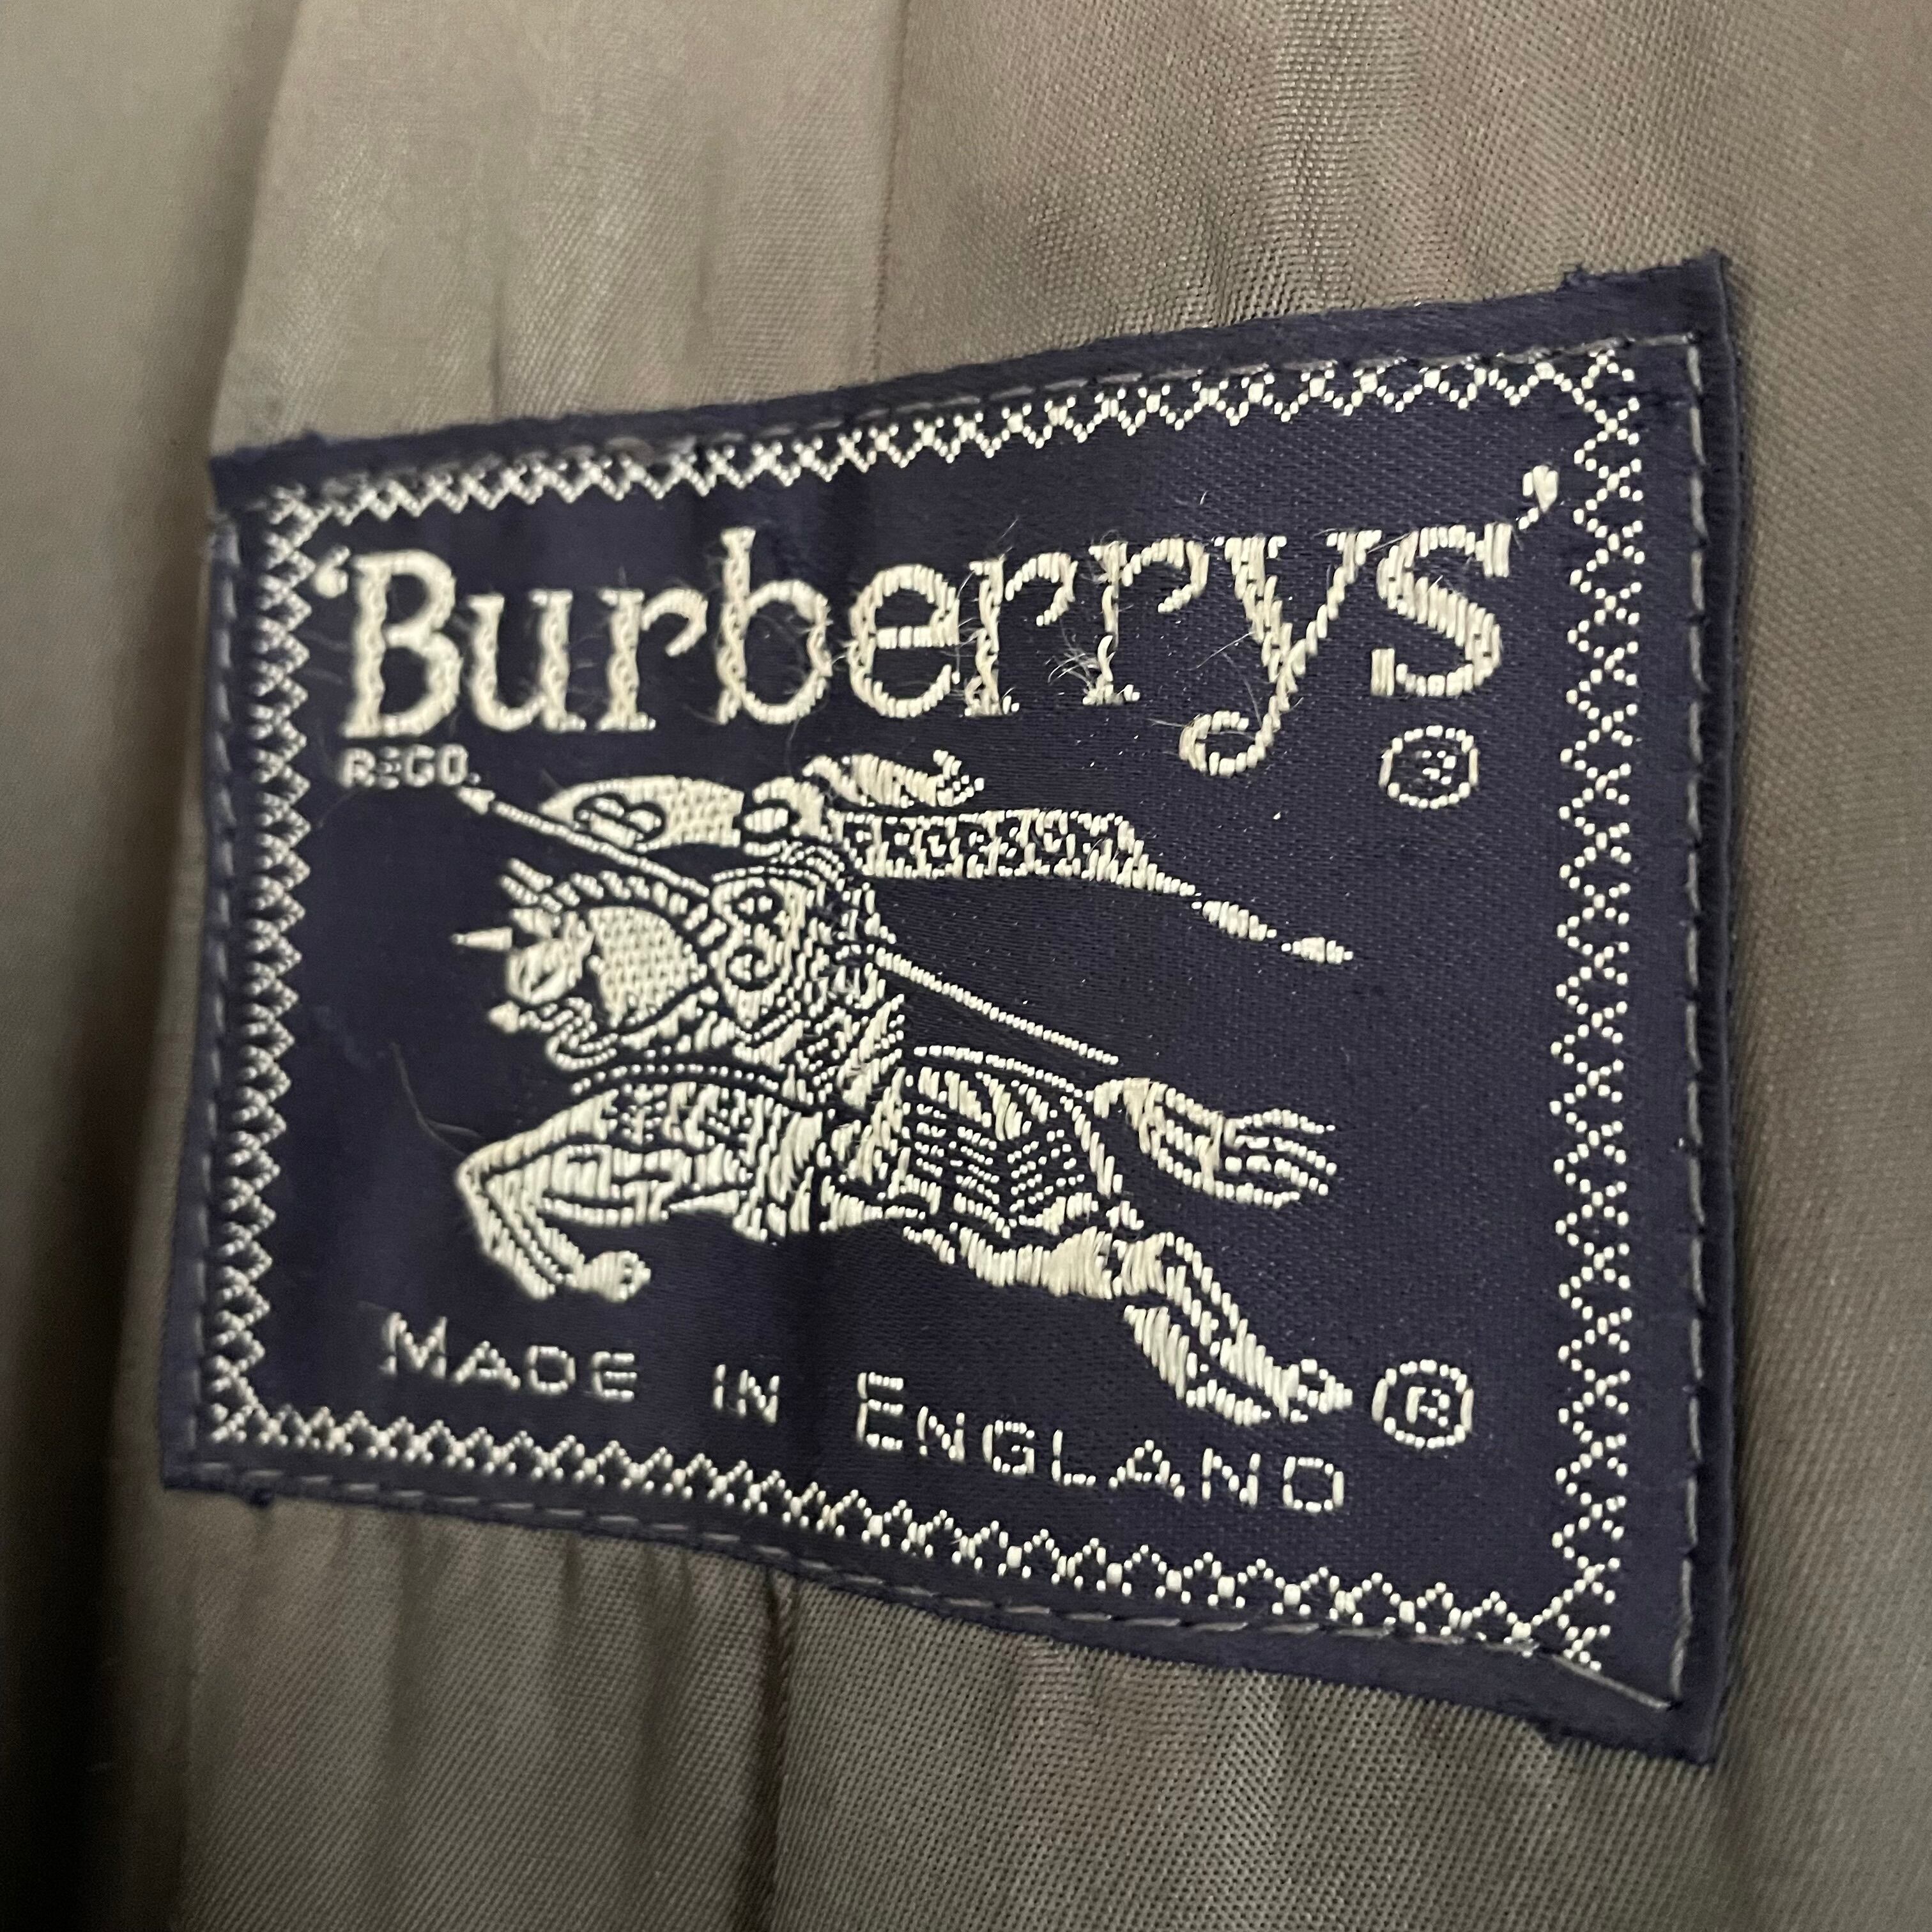 ‘Burberrys’
REGD.
®
B
®
MADE IN ENGLAND